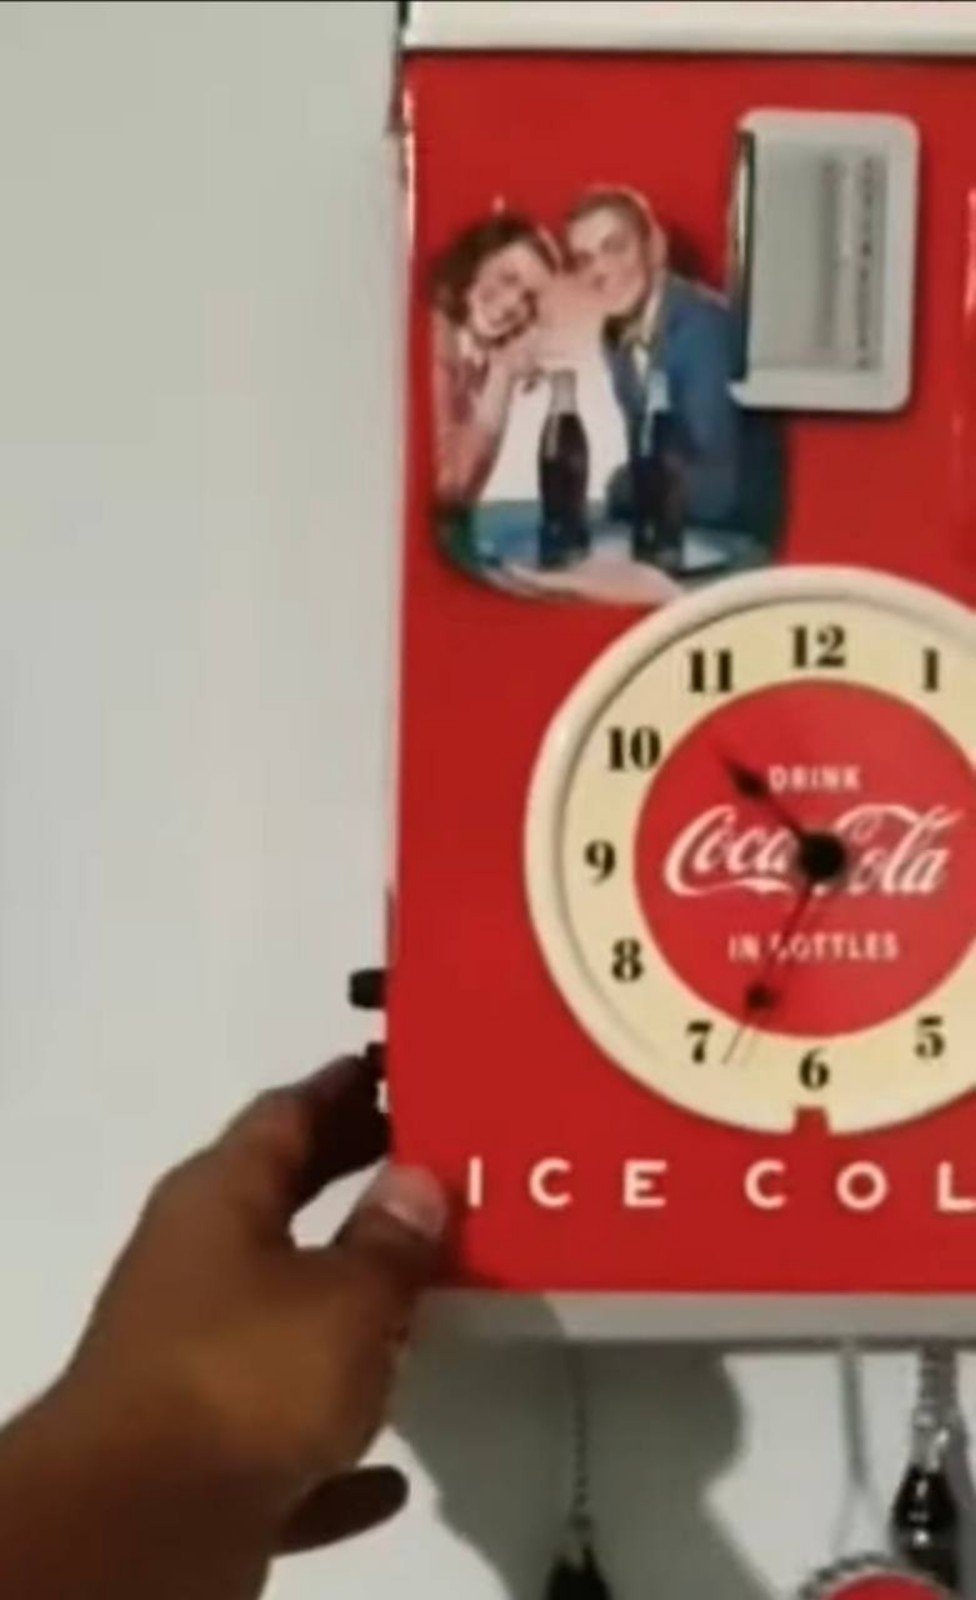 12
11
1
10
DRINK
Coca-Cola
9
IN BOTTLES
8
7
5
6
ICE COL